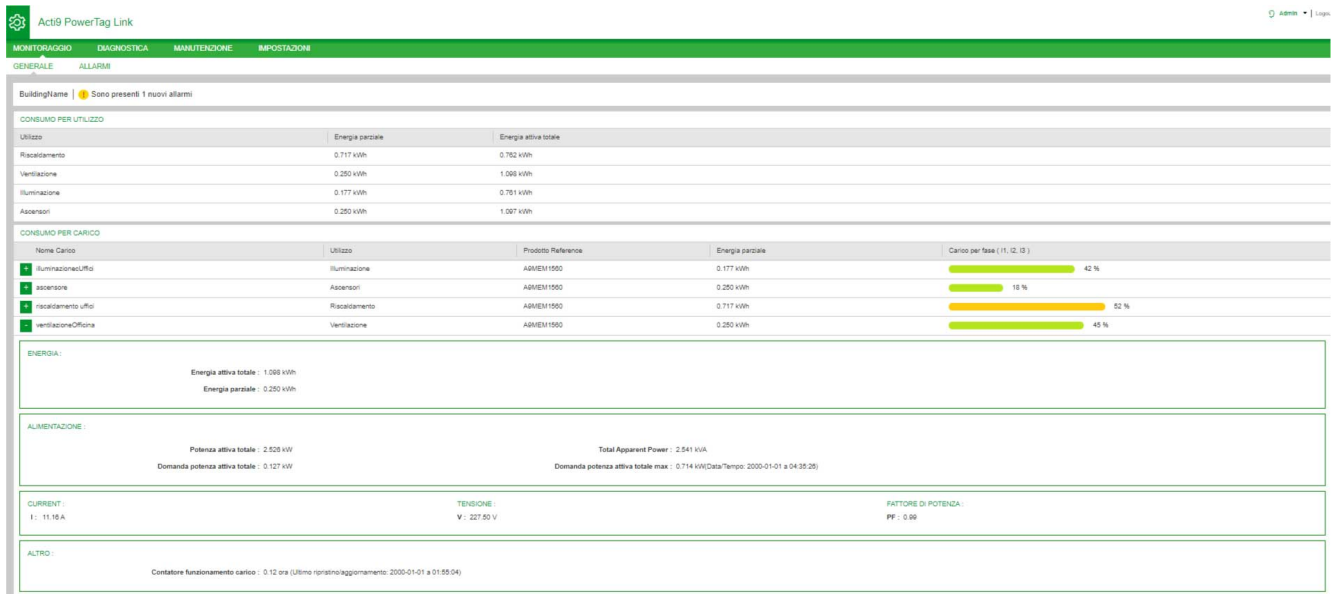 Acti9 PowerTag Link
Admin | Logou
MONITORAGGIO DIAGNOSTICA MANUTENZIONE IMPOSTAZIONI
GENERALE ALLARMI
BuildingName | ! Sono presenti 1 nuovi allarmi
CONSUMO PER UTILIZZO
Utilizzo Energia parziale Energia attiva totale
Riscaldamento 0.717 kWh 0.762 kWh
Ventilazione 0.250 kWh 1.098 kWh
Illuminazione 0.177 kWh 0.761 kWh
Ascensori 0.250 kWh 1.097 kWh
CONSUMO PER CARICO
Nome Carico Utilizzo Prodotto Reference Energia parziale Carico per fase ( I1, I2, I3 )
+ illuminazionecUffici Illuminazione A9MEM1560 0.177 kWh 42 %
+ ascensore Ascensori A9MEM1560 0.250 kWh 18 %
+ riscaldamento uffici Riscaldamento A9MEM1560 0.717 kWh 52 %
- ventilazioneOfficina Ventilazione A9MEM1560 0.250 kWh 45 %
ENERGIA :
Energia attiva totale : 1.098 kWh
Energia parziale : 0.250 kWh
ALIMENTAZIONE :
Potenza attiva totale : 2.526 kW Total Apparent Power : 2.541 kVA
Domanda potenza attiva totale : 0.127 kW Domanda potenza attiva totale max : 0.714 kW(Data/Tempo: 2000-01-01 a 04:35:26)
CURRENT : TENSIONE : FATTORE DI POTENZA :
I : 11.16 A V : 227.50 V PF : 0.99
ALTRO :
Contatore funzionamento carico : 0.12 ora (Ultimo ripristino/aggiornamento: 2000-01-01 a 01:55:04)